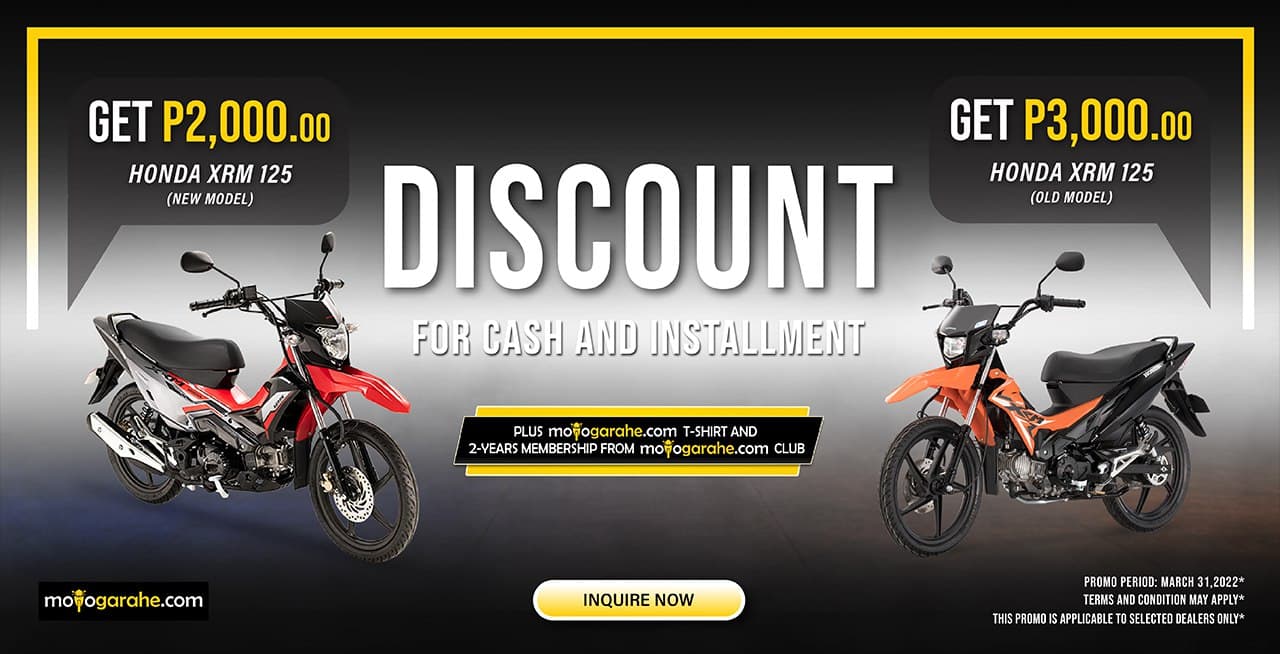 GET P2,000.00
HONDA XRM 125
(NEW MODEL)
GET P3,000.00
HONDA XRM 125
(OLD MODEL)
DISCOUNT
FOR CASH AND INSTALLMENT
PLUS motogarahe.com T-SHIRT AND
2-YEARS MEMBERSHIP FROM motogarahe.com CLUB
motogarahe.com
INQUIRE NOW
PROMO PERIOD: MARCH 31,2022*
TERMS AND CONDITION MAY APPLY*
THIS PROMO IS APPLICABLE TO SELECTED DEALERS ONLY*